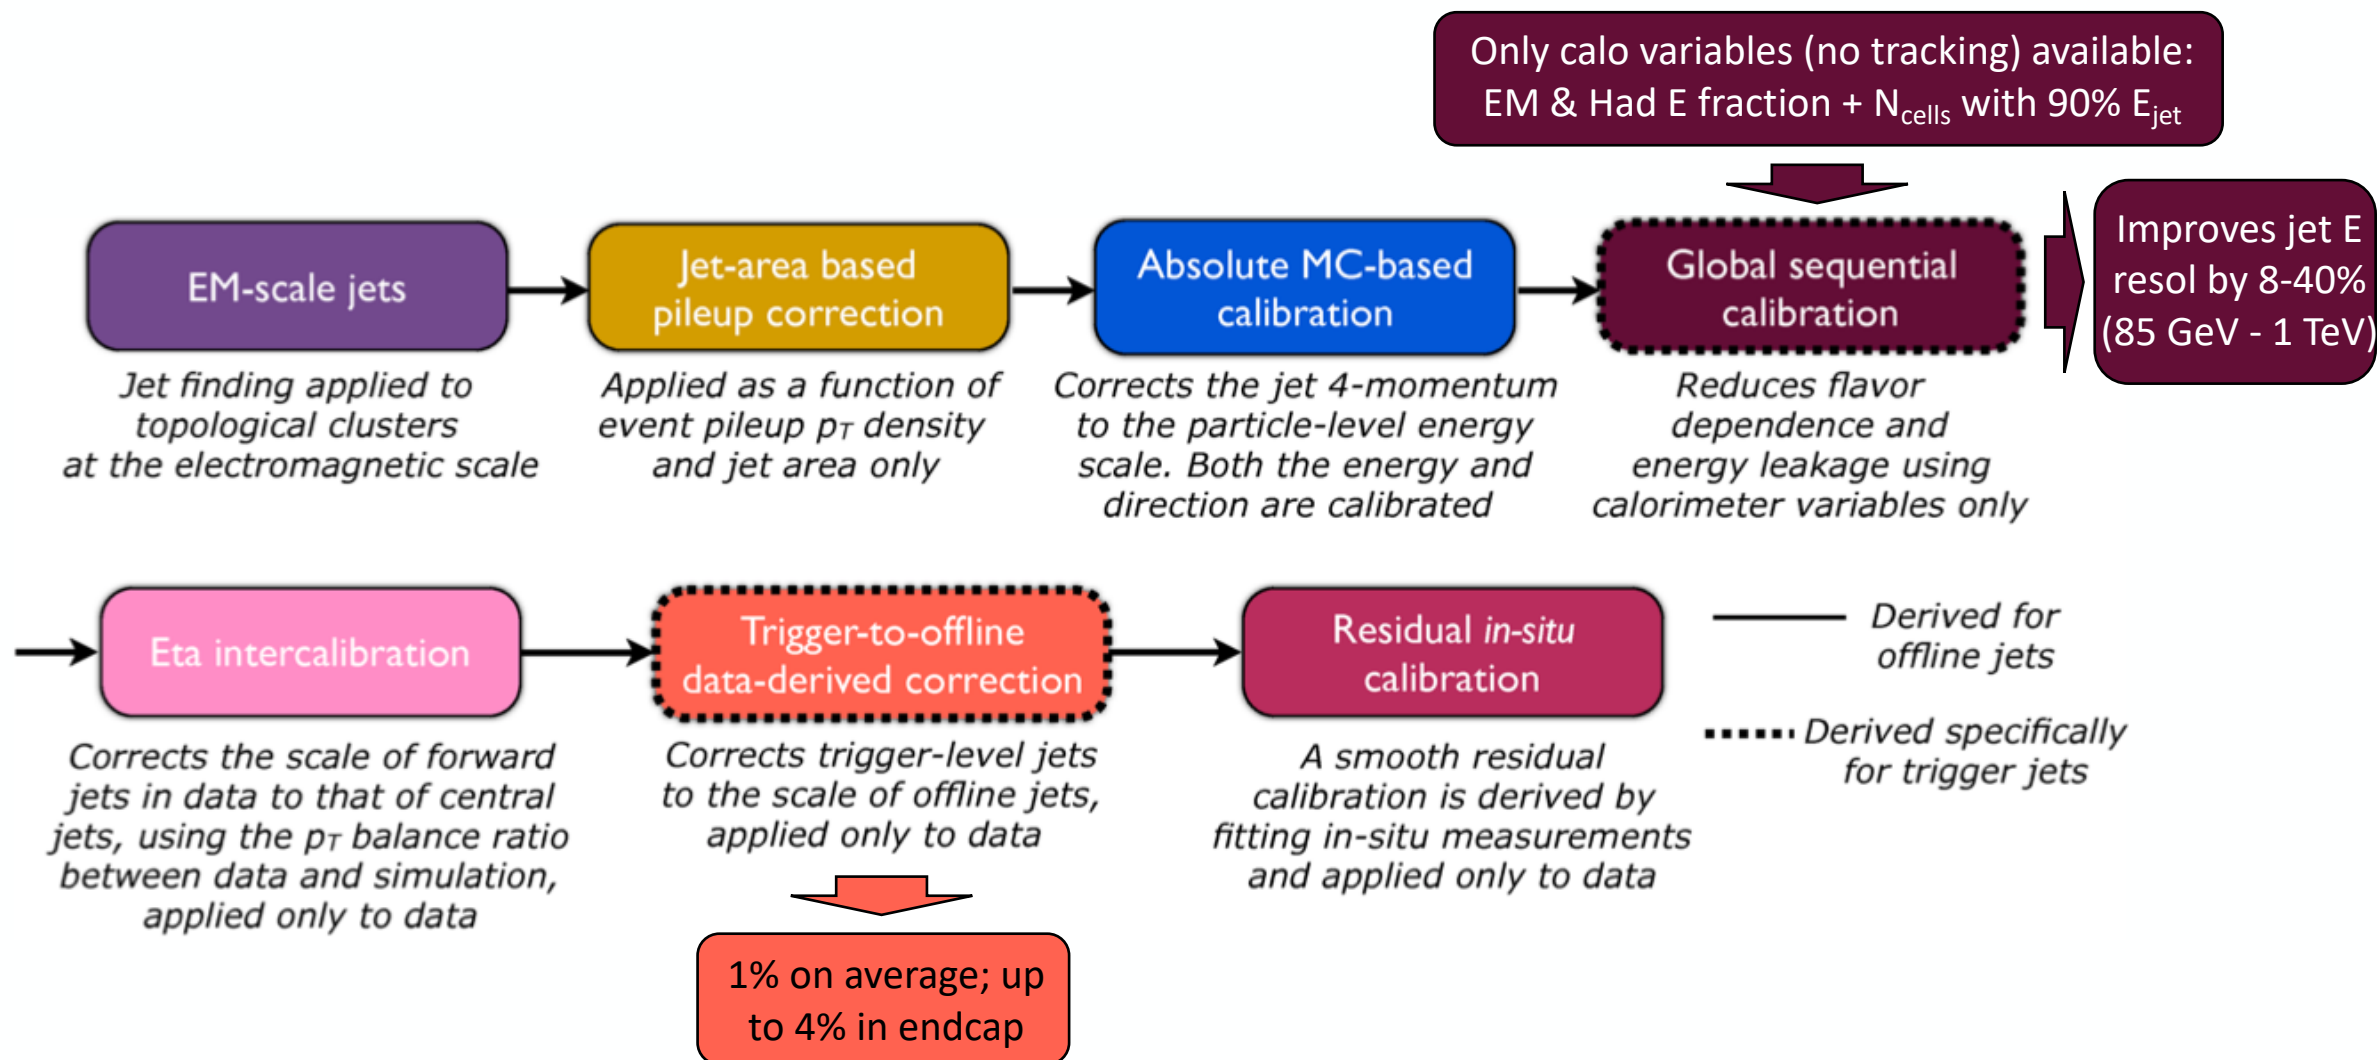 Only calo variables (no tracking) available:
EM & Had E fraction + Ncells with 90% Ejet
EM-scale jets
Jet finding applied to
topological clusters
at the electromagnetic scale
Jet-area based
pileup correction
Applied as a function of
event pileup pT density
and jet area only
Absolute MC-based
calibration
Corrects the jet 4-momentum
to the particle-level energy
scale. Both the energy and
direction are calibrated
Global sequential
calibration
Reduces flavor
dependence and
energy leakage using
calorimeter variables only
Improves jet E
resol by 8-40%
(85 GeV - 1 TeV)
Eta intercalibration
Corrects the scale of forward
jets in data to that of central
jets, using the pT balance ratio
between data and simulation,
applied only to data
Trigger-to-offline
data-derived correction
Corrects trigger-level jets
to the scale of offline jets,
applied only to data
1% on average; up
to 4% in endcap
Residual in-situ
calibration
A smooth residual
calibration is derived by
fitting in-situ measurements
and applied only to data
Derived for
offline jets
Derived specifically
for trigger jets